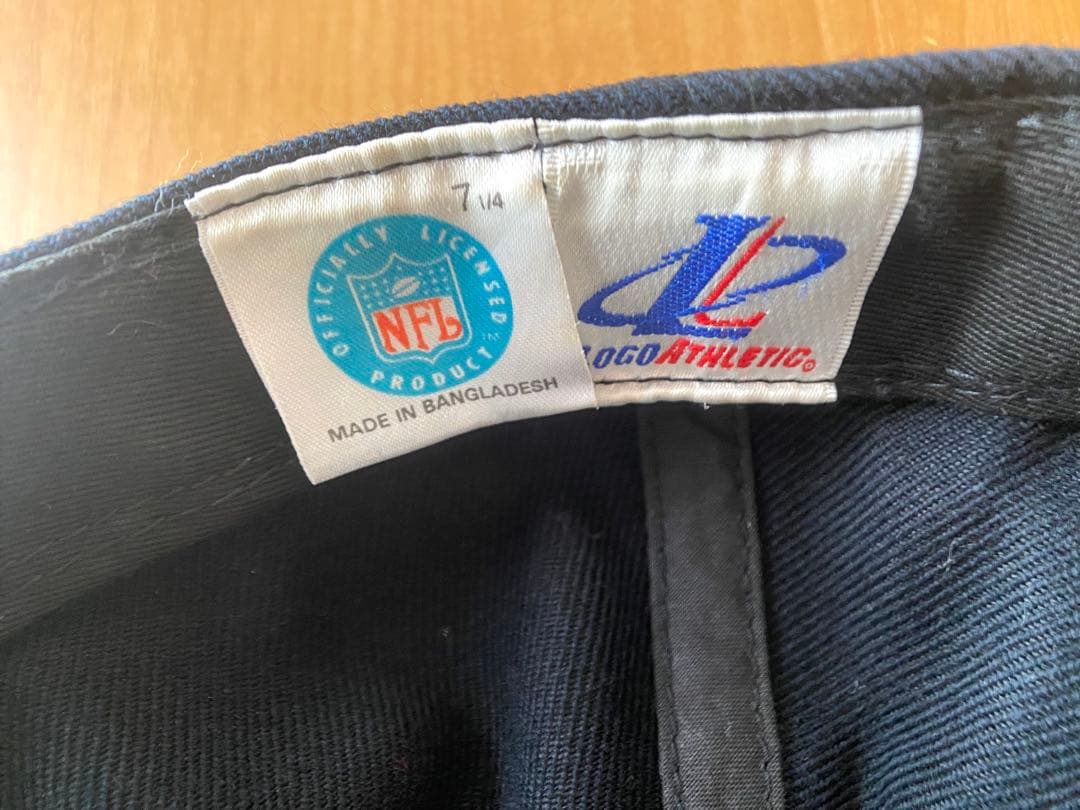 7 1/4
OFFICIALLY LICENSED
NFL
PRODUCT
MADE IN BANGLADESH
LOGO ATHLETIC